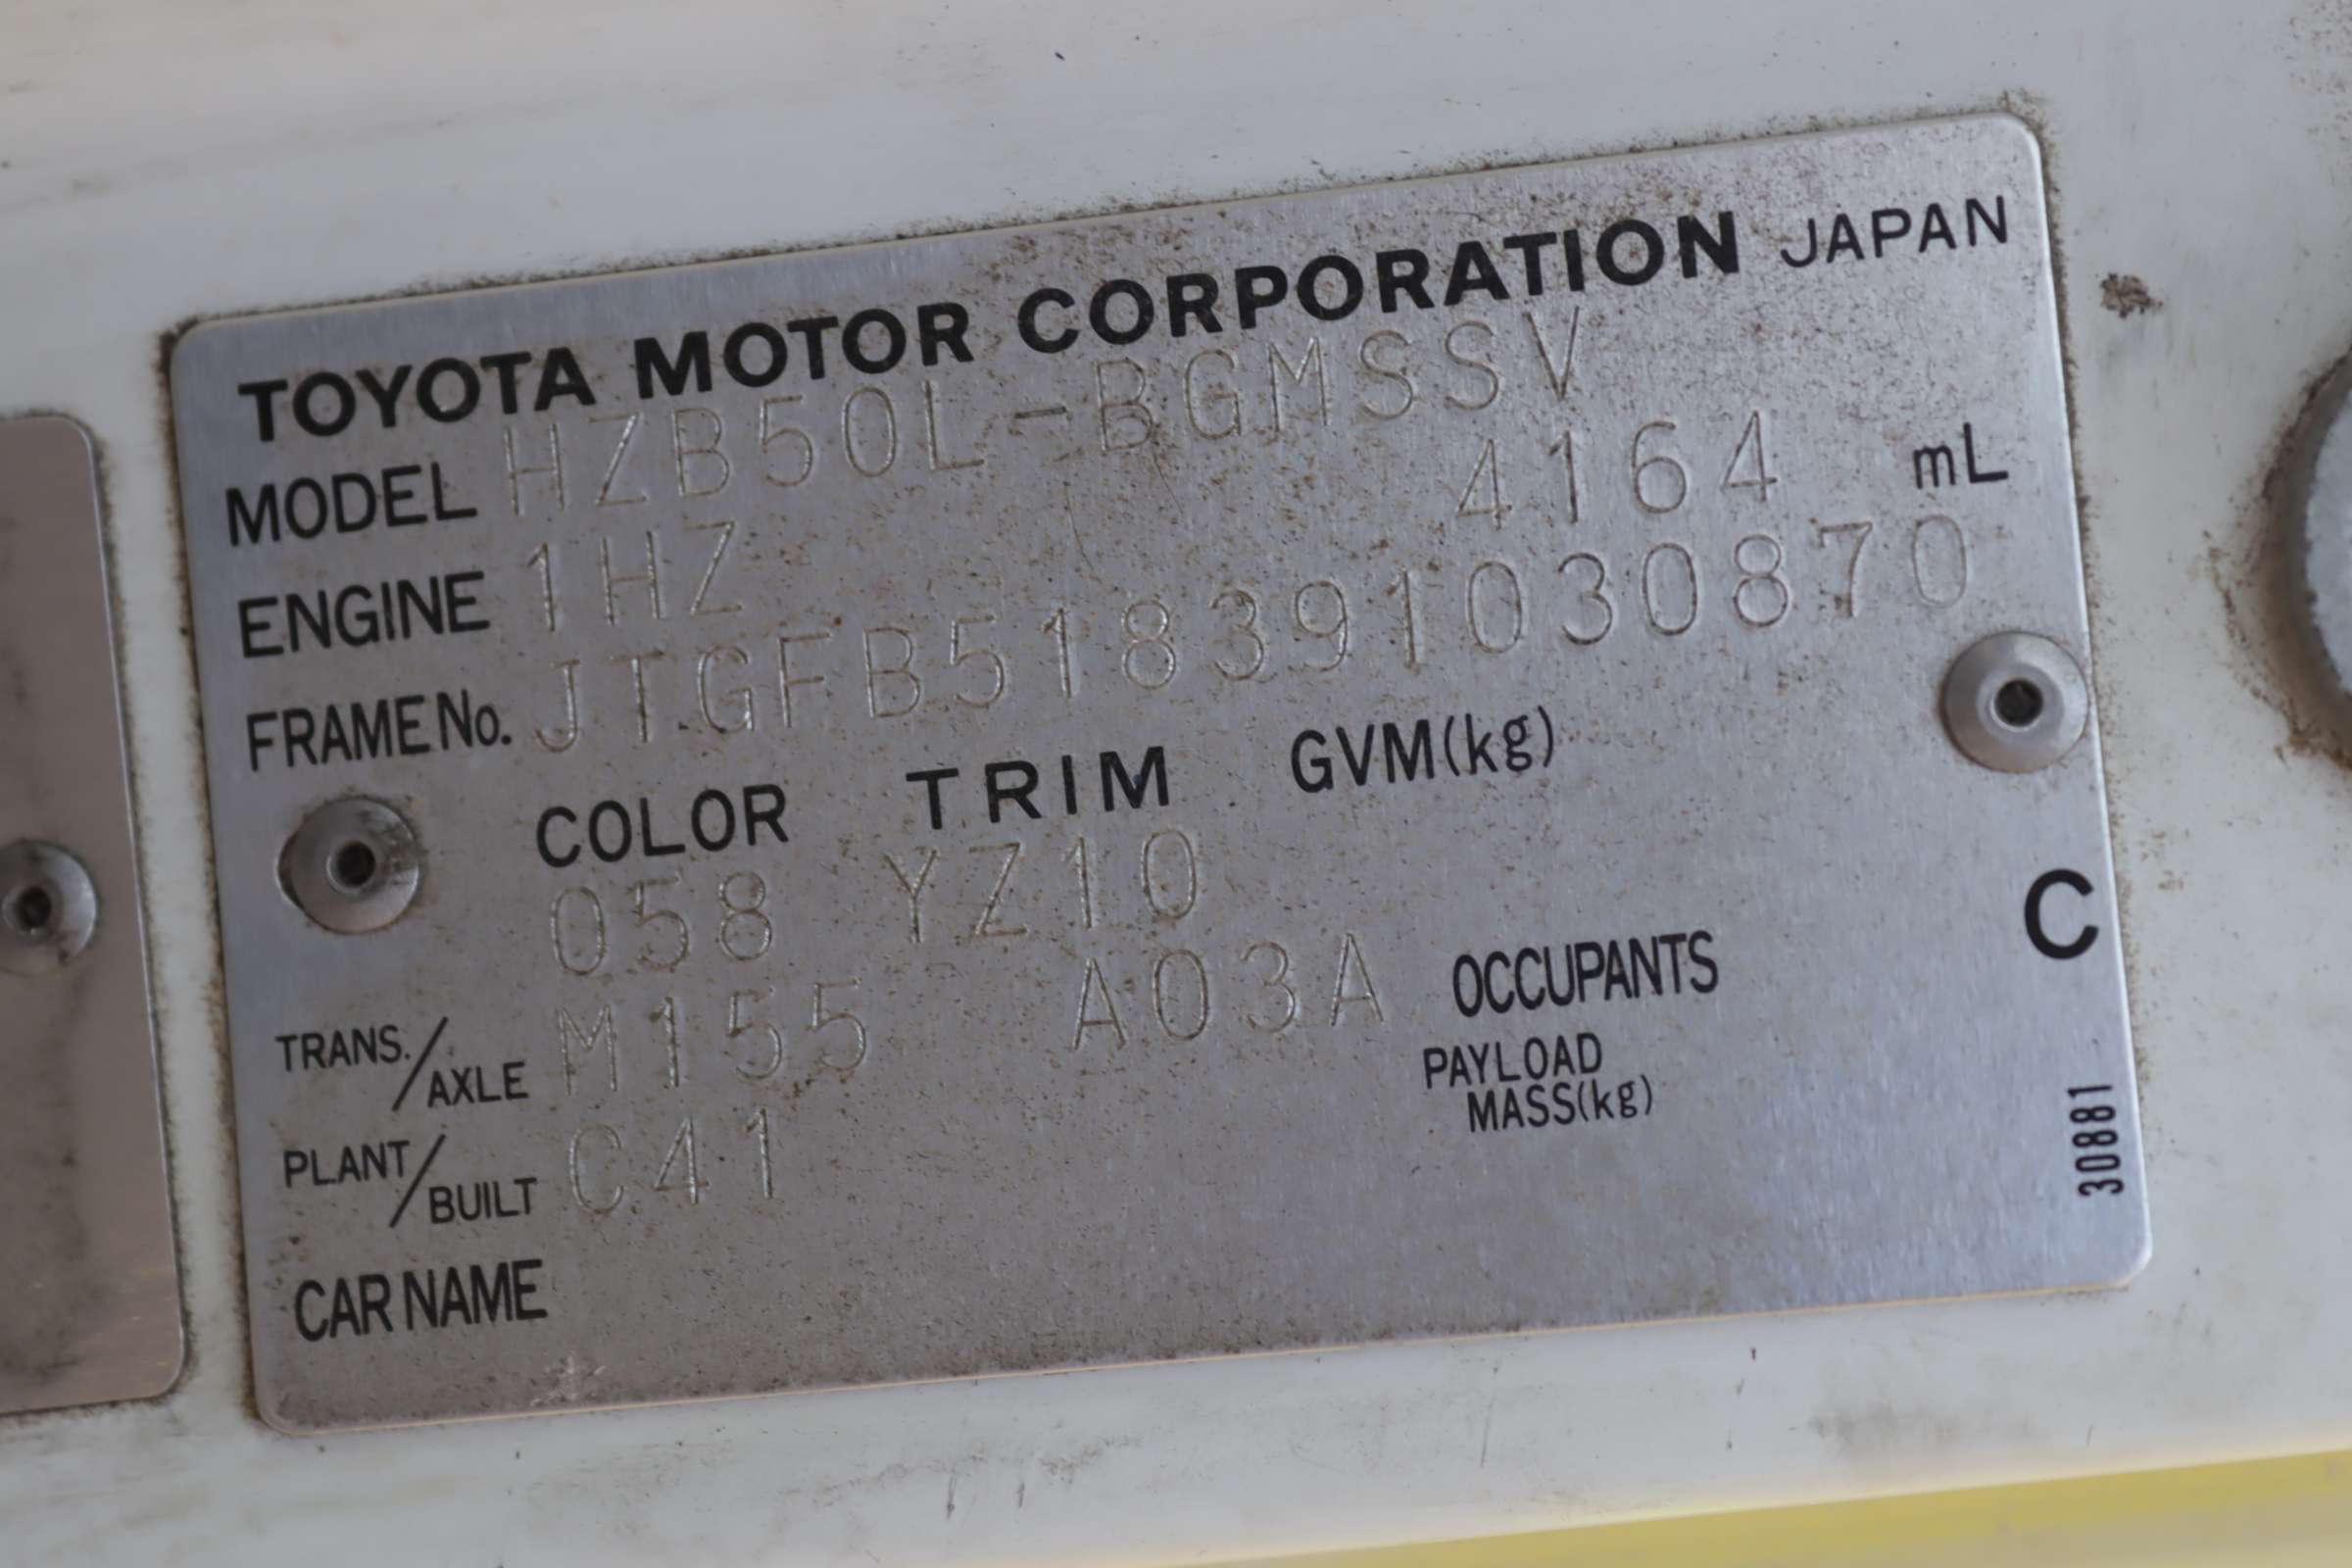 TOYOTA MOTOR CORPORATION JAPAN
MODEL HZB50L-BGMSSV
ENGINE 1HZ 4164 mL
FRAME No. JTGFB518391030870
COLOR TRIM GVM(kg)
058 YZ10
TRANS./AXLE M155 A03A OCCUPANTS
PAYLOAD MASS(kg)
PLANT/BUILT C41
CAR NAME
C
30881